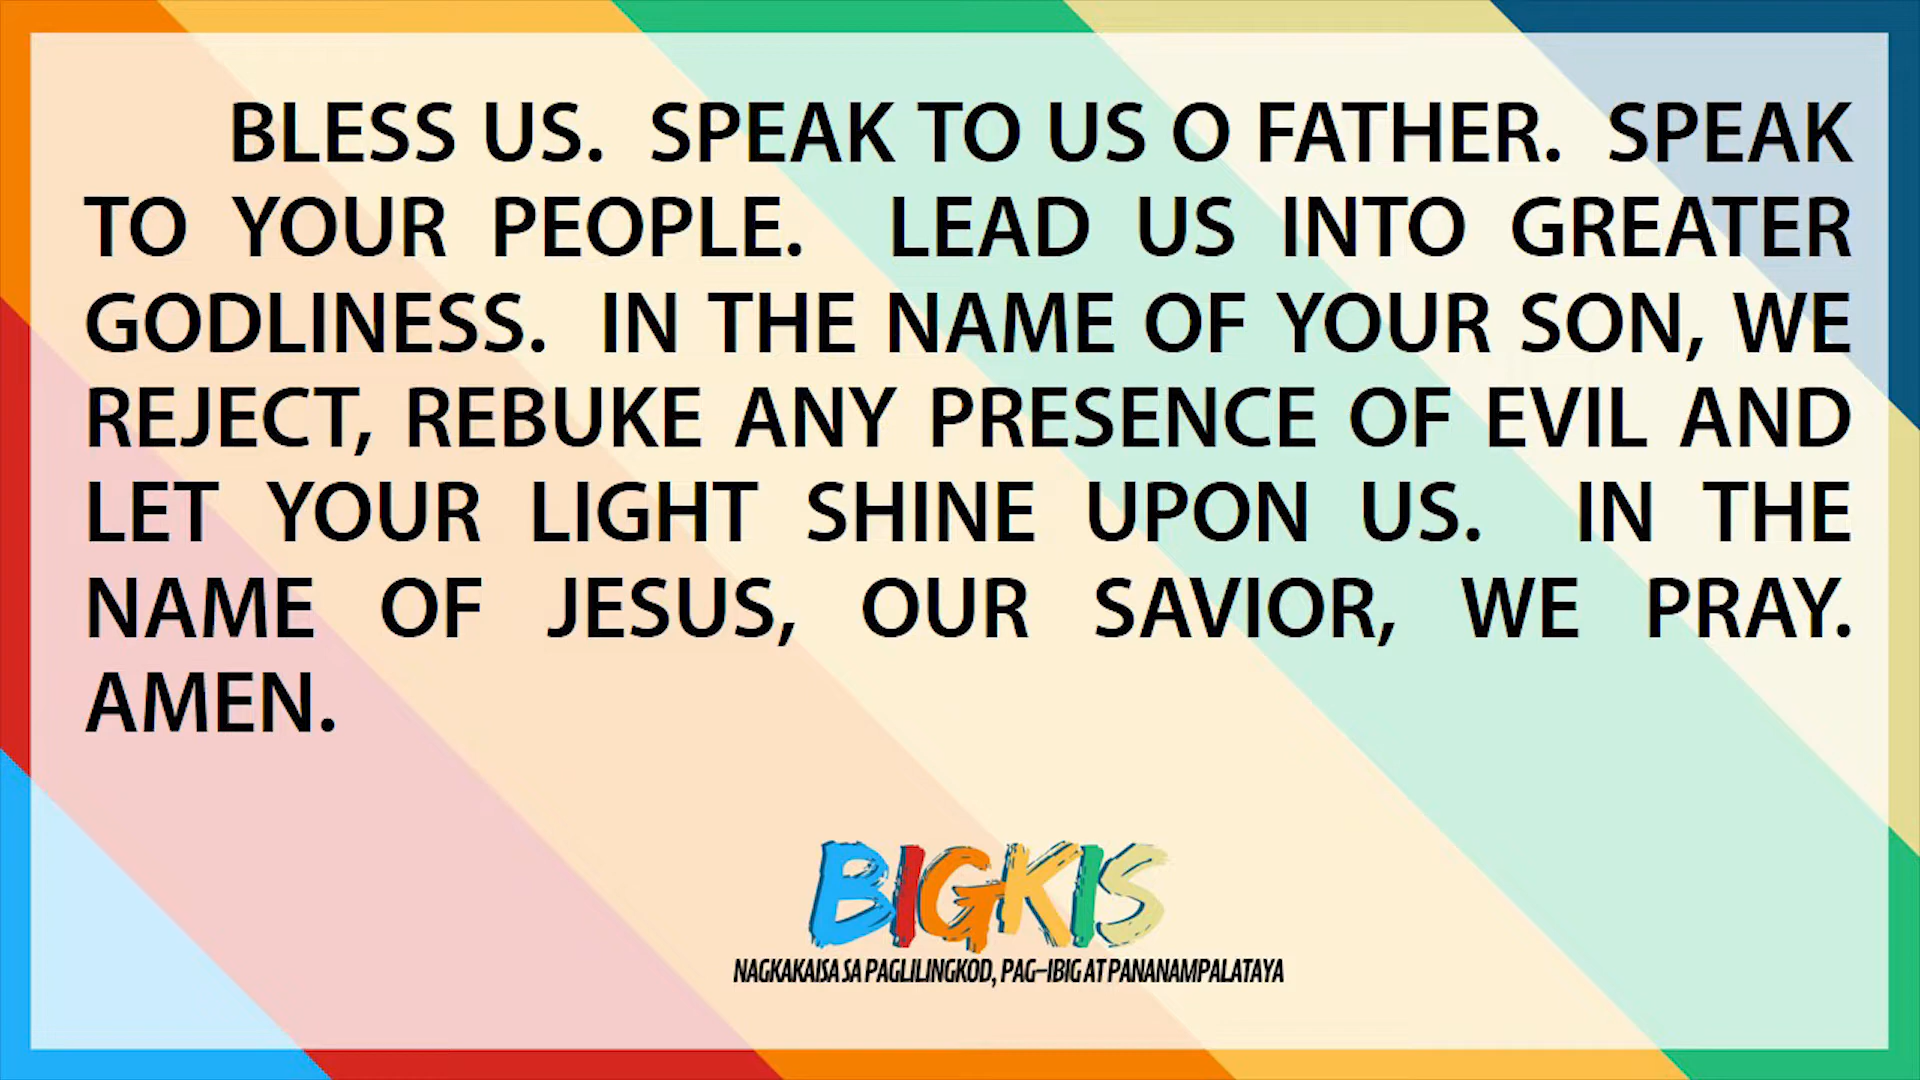 BLESS US. SPEAK TO US O FATHER. SPEAK
TO YOUR PEOPLE. LEAD US INTO GREATER
GODLINESS. IN THE NAME OF YOUR SON, WE
REJECT, REBUKE ANY PRESENCE OF EVIL AND
LET YOUR LIGHT SHINE UPON US. IN THE
NAME OF JESUS, OUR SAVIOR, WE PRAY.
AMEN.
BIGKIS
NAGKAKAISA SA PAGLILINGKOD, PAG-IBIG AT PANANAMPALATAYA